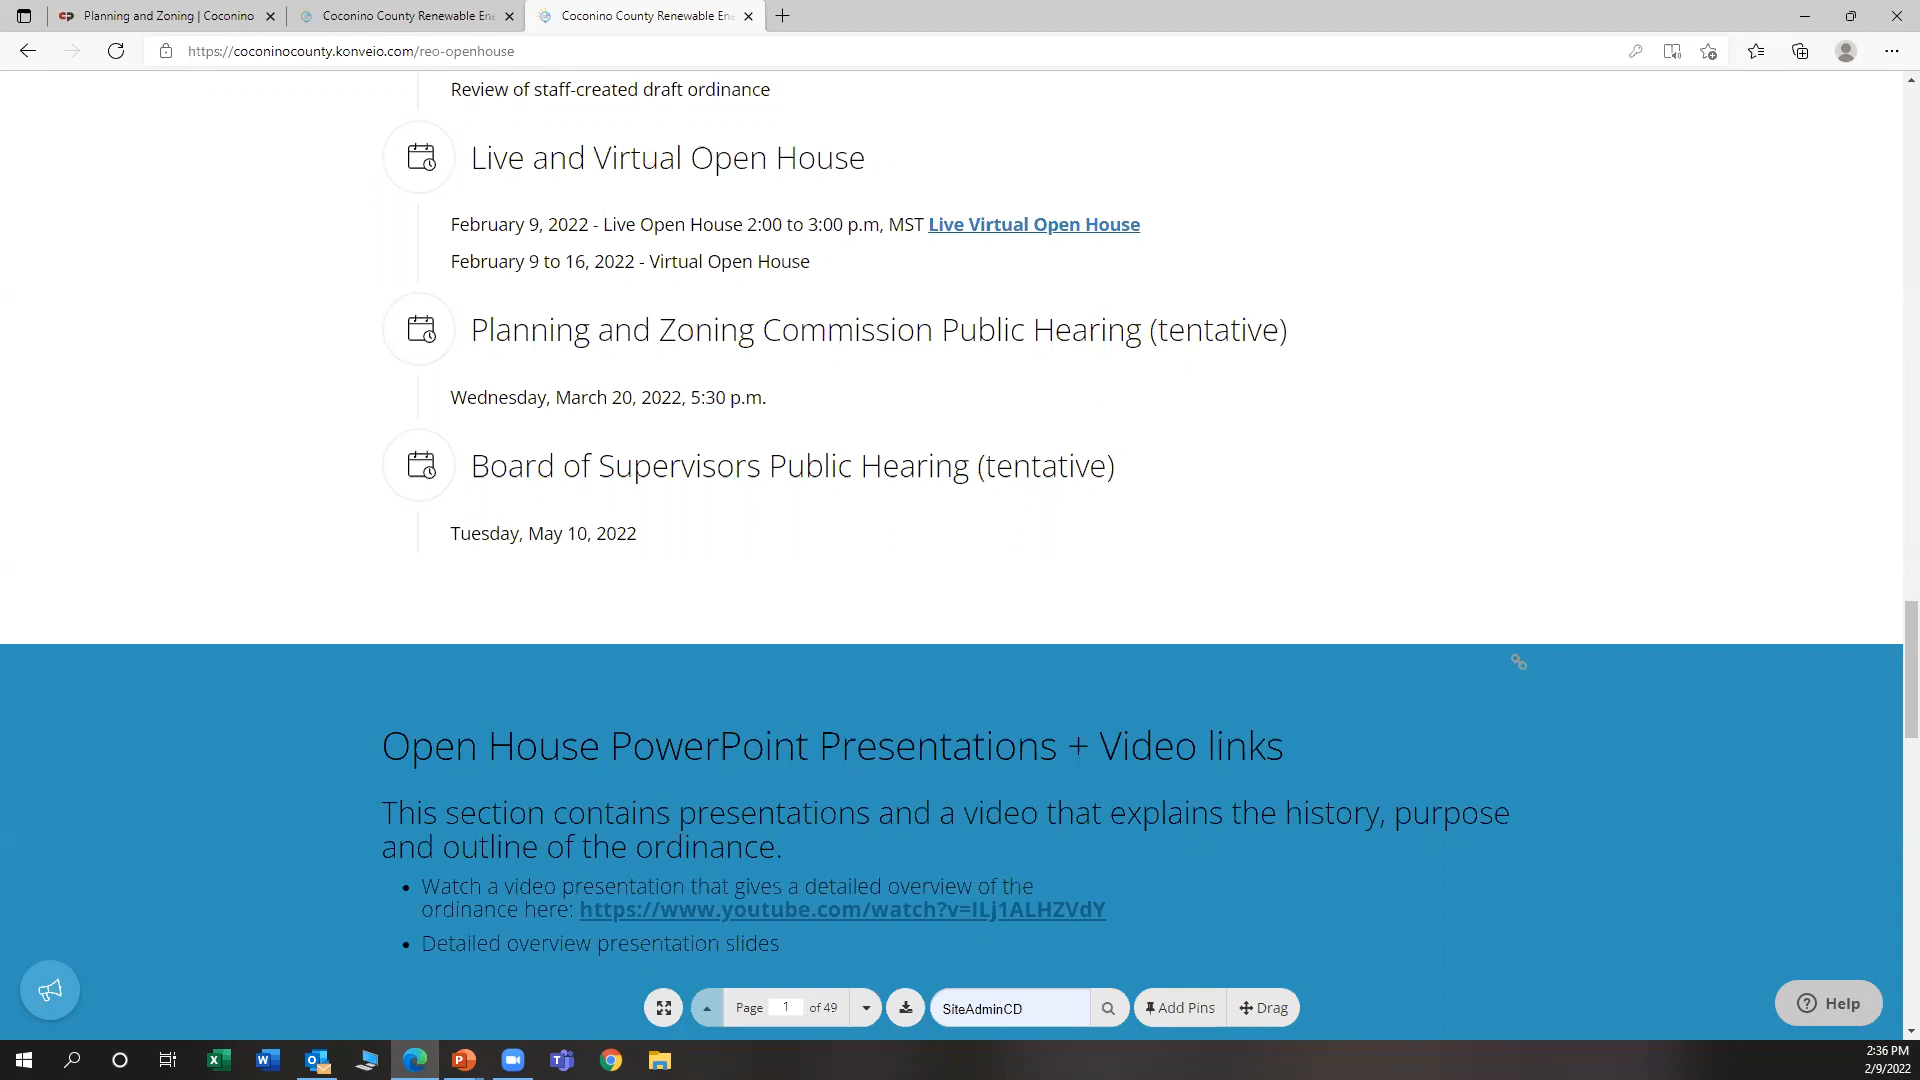 Planning and Zoning | Coconino
Coconino County Renewable Ene
Coconino County Renewable Ene
https://coconinocounty.konveio.com/reo-openhouse
Review of staff-created draft ordinance
Live and Virtual Open House
February 9, 2022 - Live Open House 2:00 to 3:00 p.m, MST Live Virtual Open House
February 9 to 16, 2022 - Virtual Open House
Planning and Zoning Commission Public Hearing (tentative)
Wednesday, March 20, 2022, 5:30 p.m.
Board of Supervisors Public Hearing (tentative)
Tuesday, May 10, 2022
Open House PowerPoint Presentations + Video links
This section contains presentations and a video that explains the history, purpose
and outline of the ordinance.
• Watch a video presentation that gives a detailed overview of the
ordinance here: https://www.youtube.com/watch?v=ILj1ALHZVdY
• Detailed overview presentation slides
Page 1 of 49 SiteAdminCD Add Pins Drag
Help
2:36 PM
2/9/2022